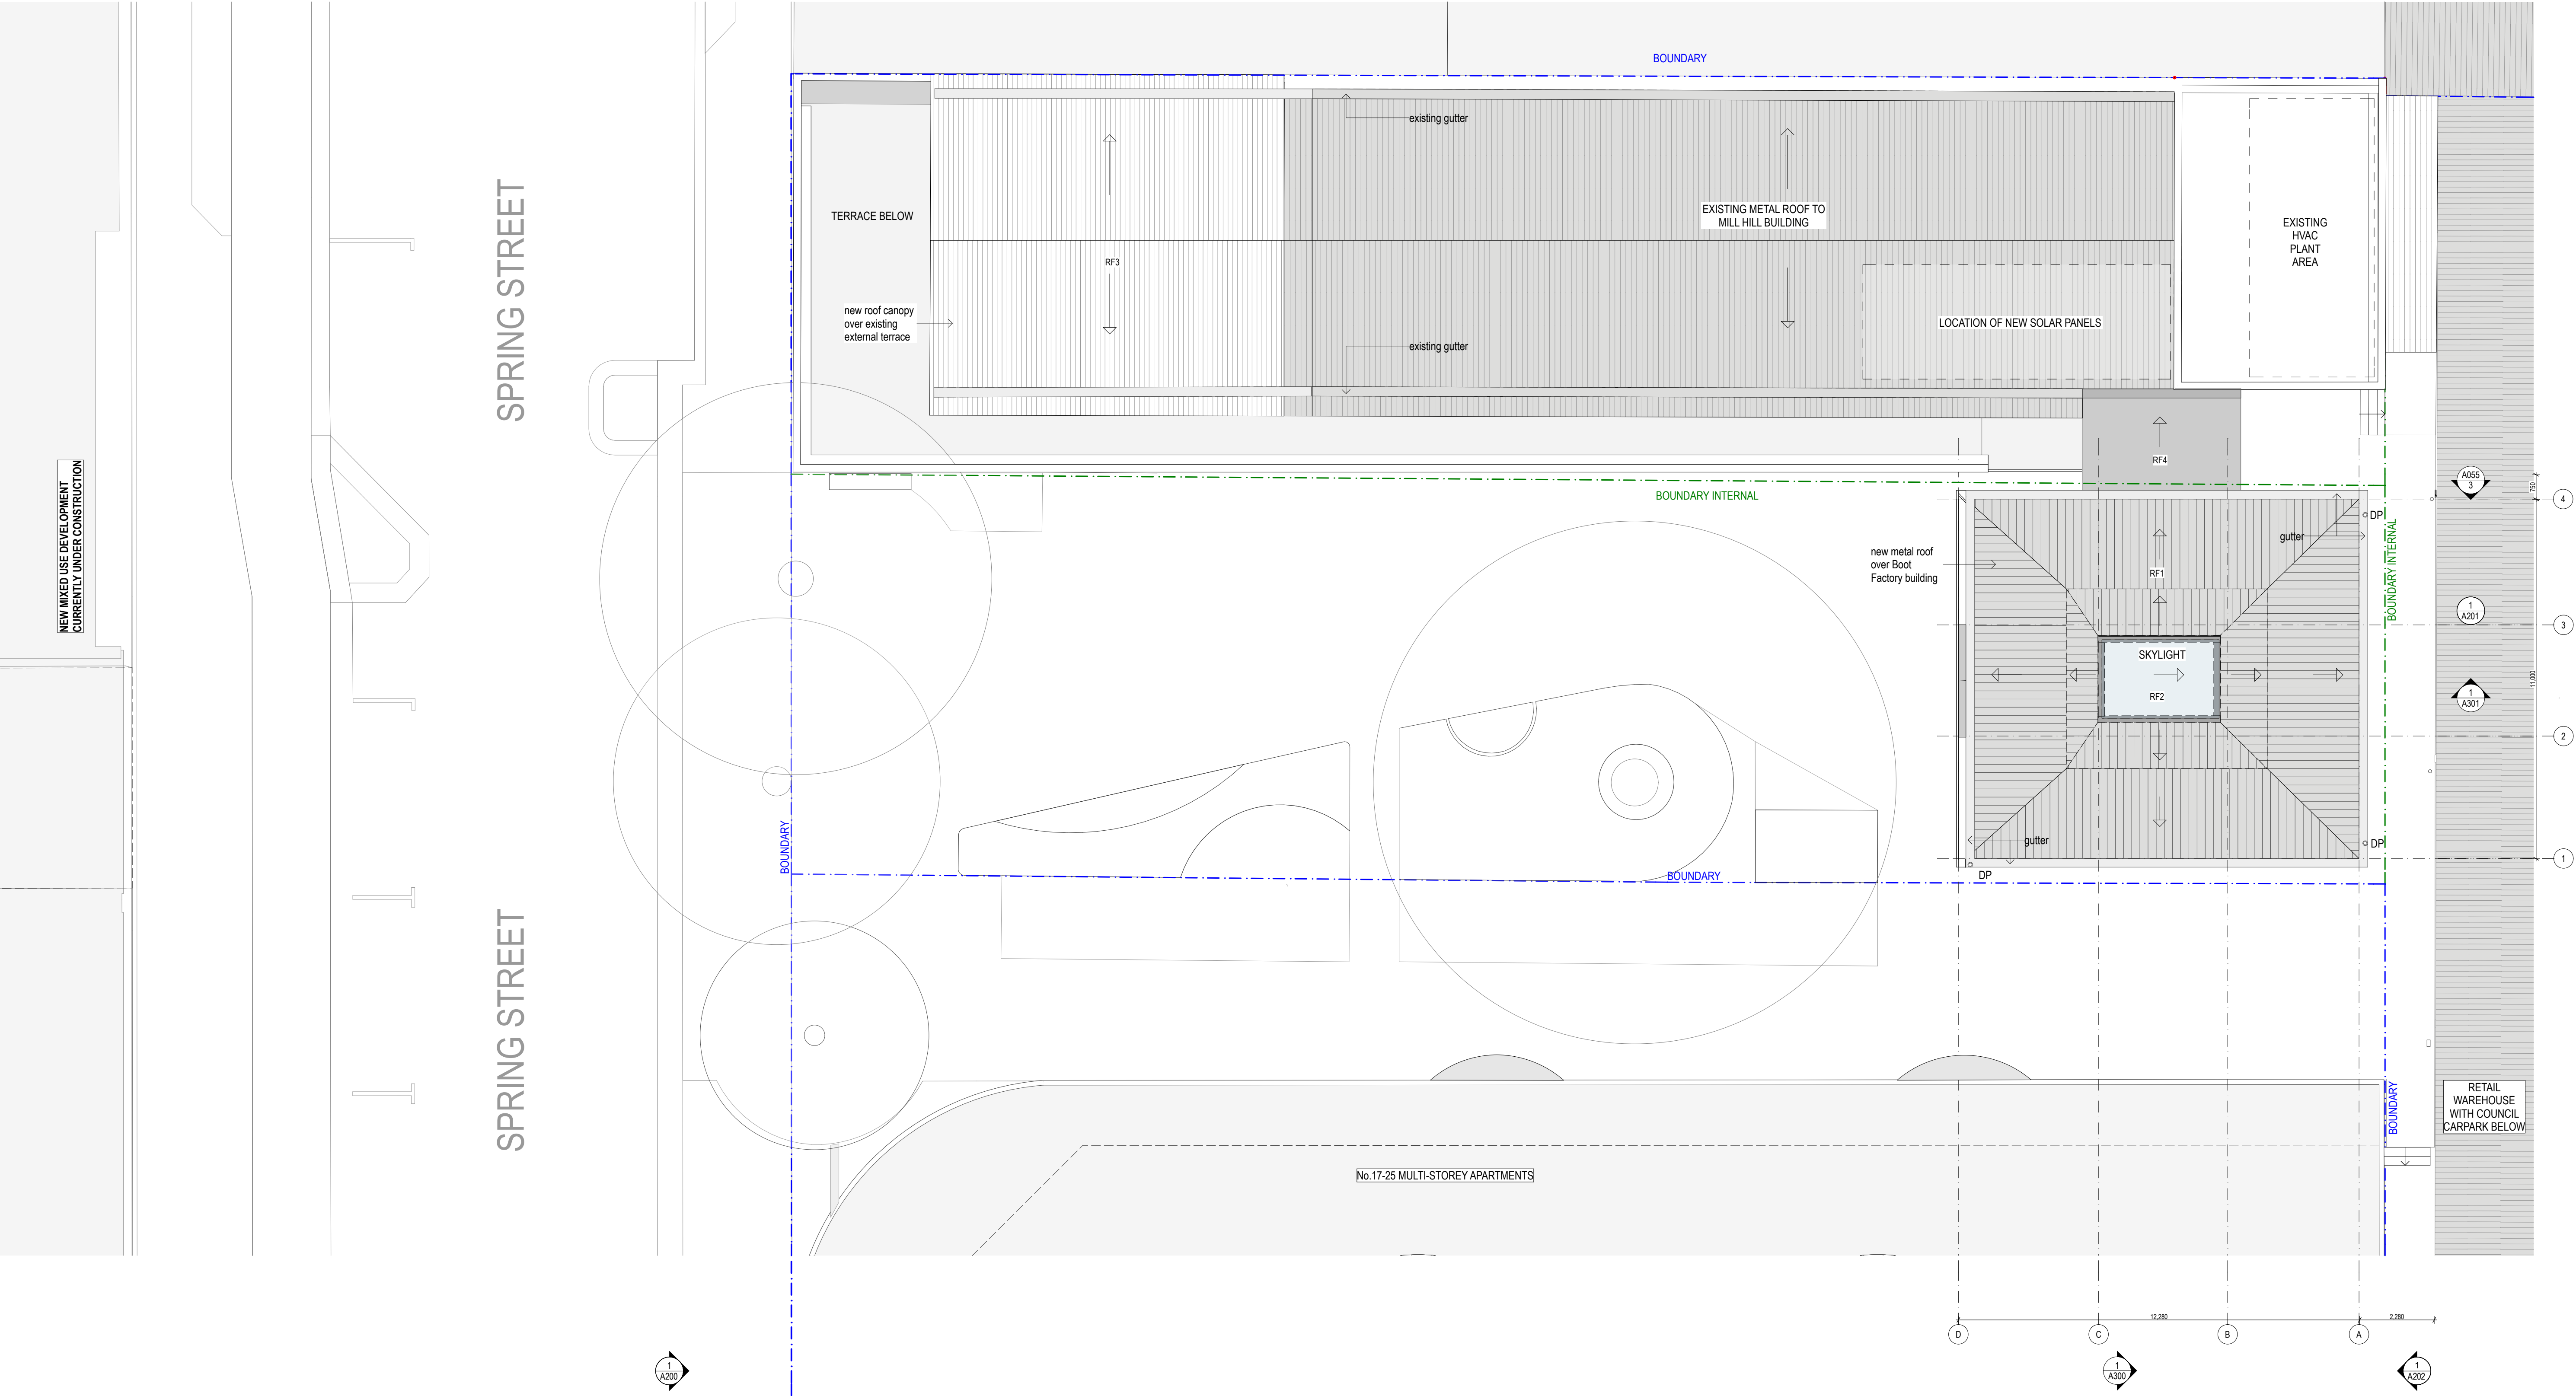 BOUNDARY
existing gutter
TERRACE BELOW
EXISTING METAL ROOF TO
MILL HILL BUILDING
EXISTING
HVAC
PLANT
AREA
SPRING STREET
RF3
new roof canopy
over existing
external terrace
existing gutter
LOCATION OF NEW SOLAR PANELS
NEW MIXED USE DEVELOPMENT
CURRENTLY UNDER CONSTRUCTION
RF4
BOUNDARY INTERNAL
A055
3
750
4
DP
gutter
BOUNDARY INTERNAL
new metal roof
over Boot
Factory building
RF1
1
A201
3
SKYLIGHT
RF2
1
A301
11,000
2
BOUNDARY
gutter
DP
1
BOUNDARY
DP
SPRING STREET
BOUNDARY
RETAIL
WAREHOUSE
WITH COUNCIL
CARPARK BELOW
No.17-25 MULTI-STOREY APARTMENTS
12,280
2,280
D
C
B
A
1
A200
1
A300
1
A202